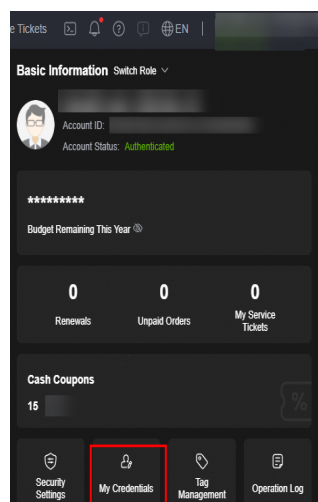 e Tickets EN
Basic Information Switch Role
Account ID:
Account Status: Authenticated
*********
Budget Remaining This Year
0 0 0
Renewals Unpaid Orders My Service Tickets
Cash Coupons
15
%
Security Settings My Credentials Tag Management Operation Log